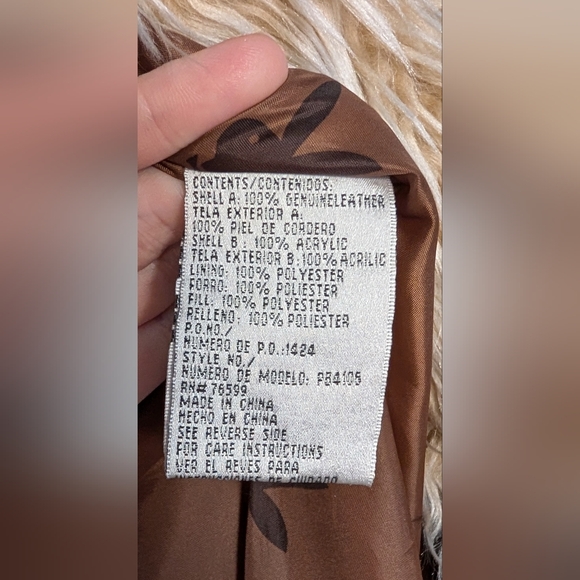 CONTENTS/CONTENIDOS:
SHELL A: 100% GENUINELEATHER
TELA EXTERIOR A:
100% PIEL DE CORDERO
SHELL B: 100% ACRYLIC
TELA EXTERIOR B:100% ACRILIC
LINING: 100% POLYESTER
FORRO: 100% POLIESTER
FILL: 100% POLYESTER
RELLENO: 100% POLIESTER
P.O.NO./
NUMERO DE P.O.:1424
STYLE NO./
NUMERO DE MODELO: PB4105
RN# 76599
MADE IN CHINA
HECHO EN CHINA
SEE REVERSE SIDE
FOR CARE INSTRUCTIONS
VER EL REVES PARA
INSTRUCCIONES DE CUIDADO